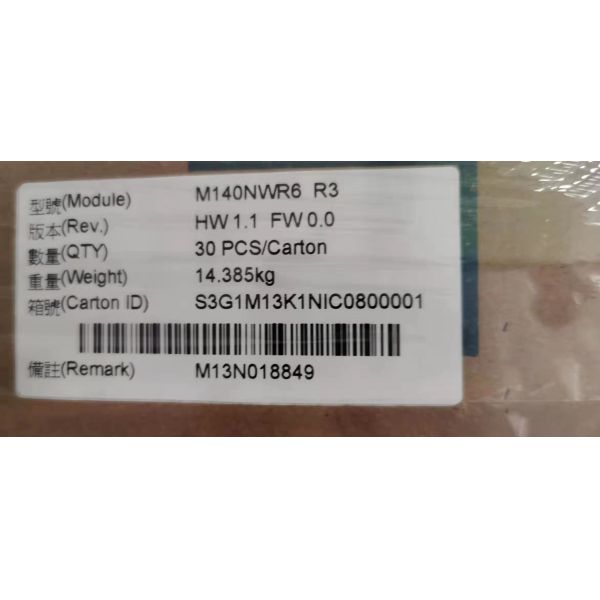 型號(Module) M140NWR6 R3
版本(Rev.) HW 1.1 FW 0.0
數量(QTY) 30 PCS/Carton
重量(Weight) 14.385kg
箱號(Carton ID) S3G1M13K1NIC0800001
備註(Remark) M13N018849